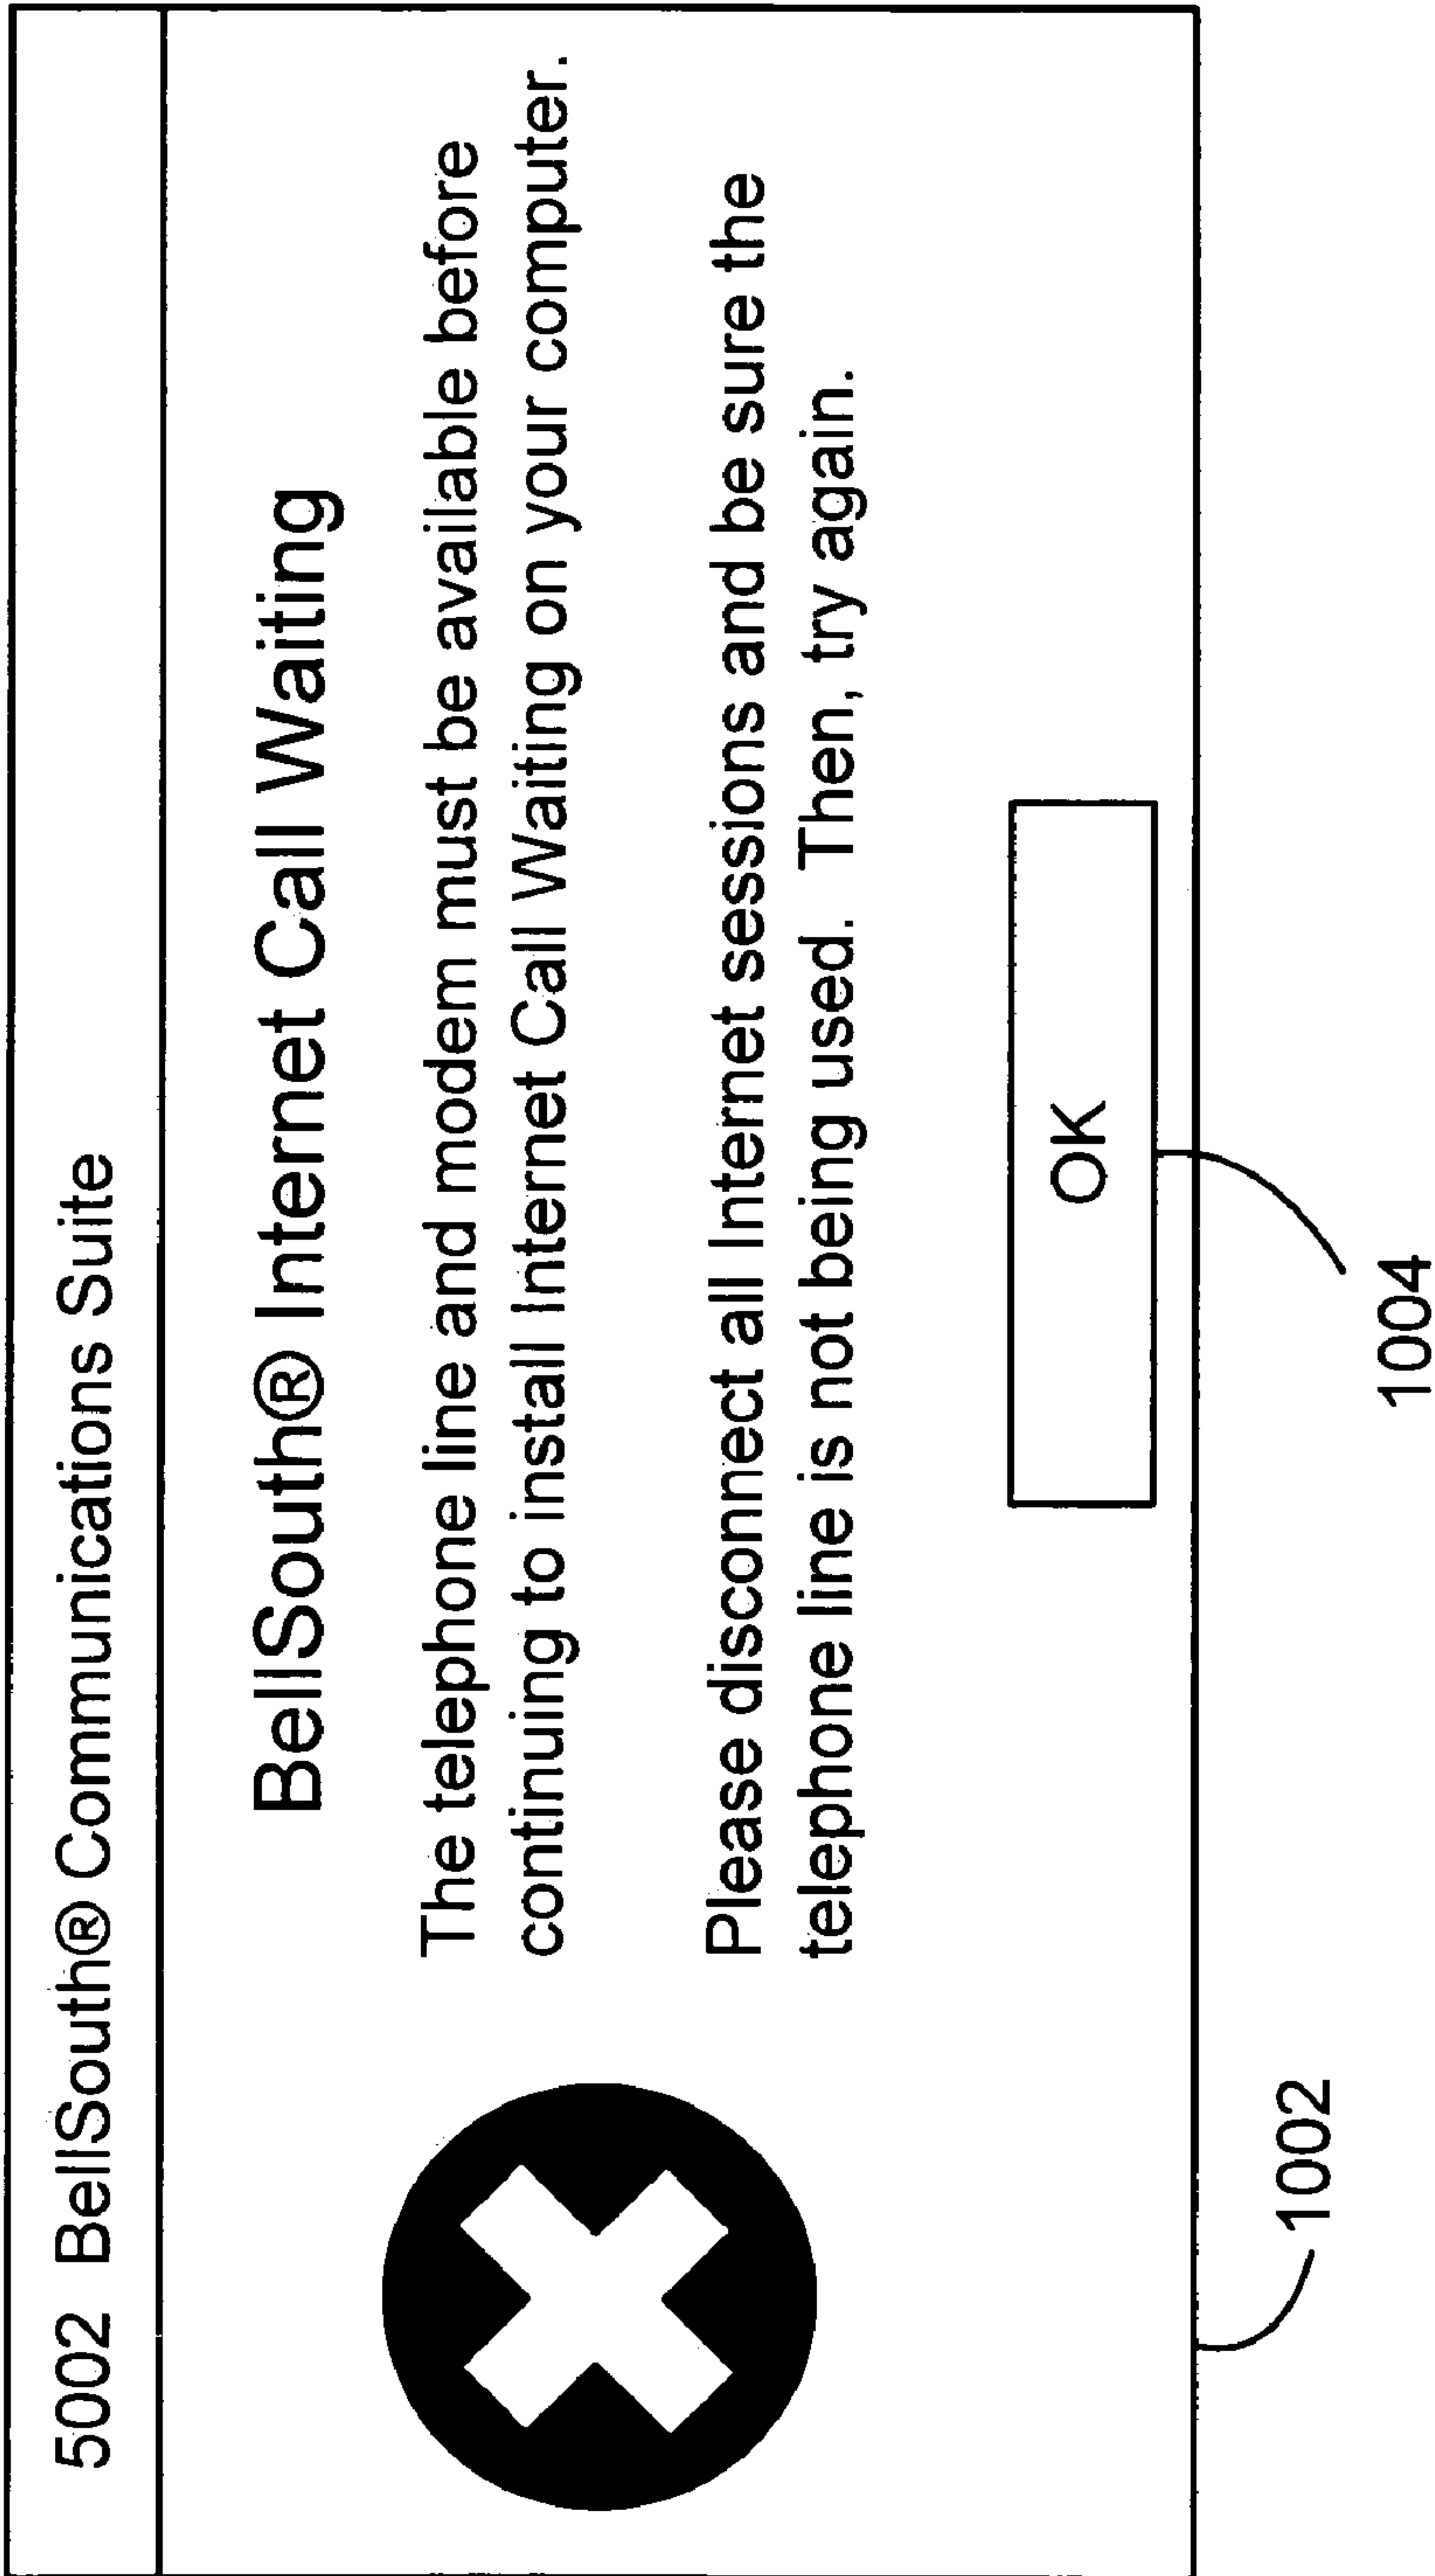 5002 BellSouth® Communications Suite
BellSouth® Internet Call Waiting
The telephone line and modem must be available before
continuing to install Internet Call Waiting on your computer.
Please disconnect all Internet sessions and be sure the
telephone line is not being used. Then, try again.
OK
1002
1004